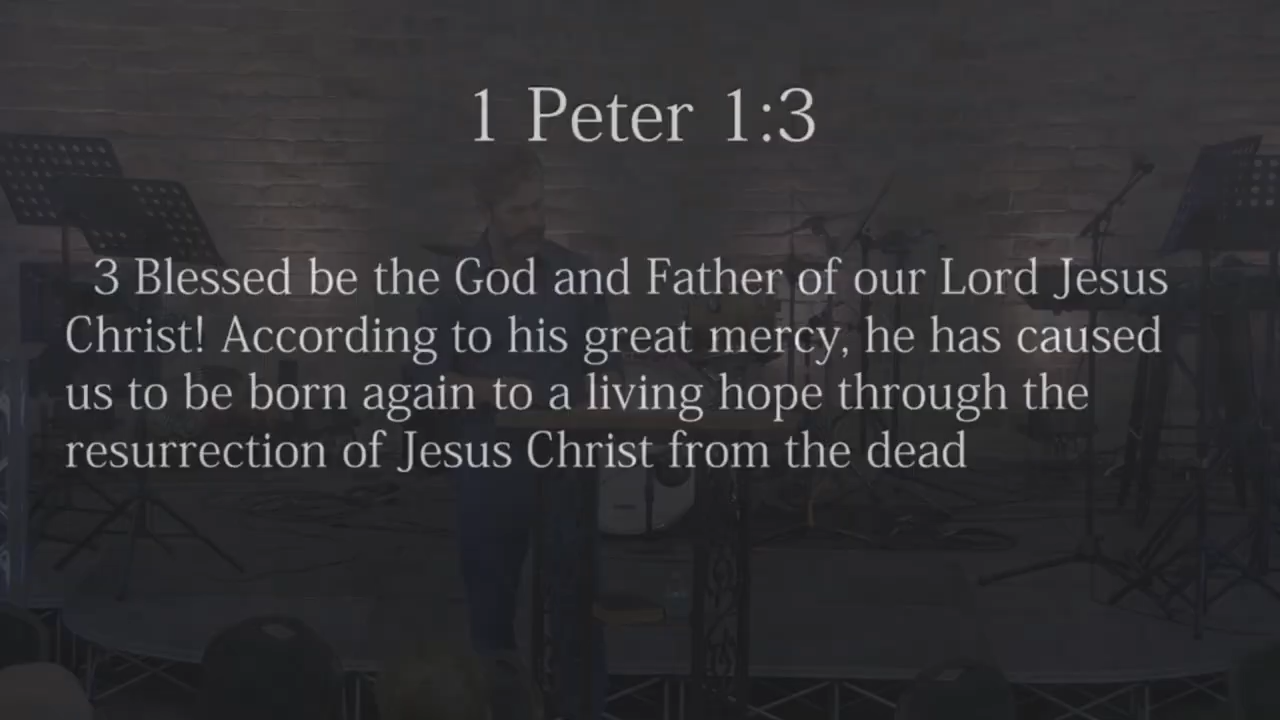 1 Peter 1:3
3 Blessed be the God and Father of our Lord Jesus
Christ! According to his great mercy, he has caused
us to be born again to a living hope through the
resurrection of Jesus Christ from the dead